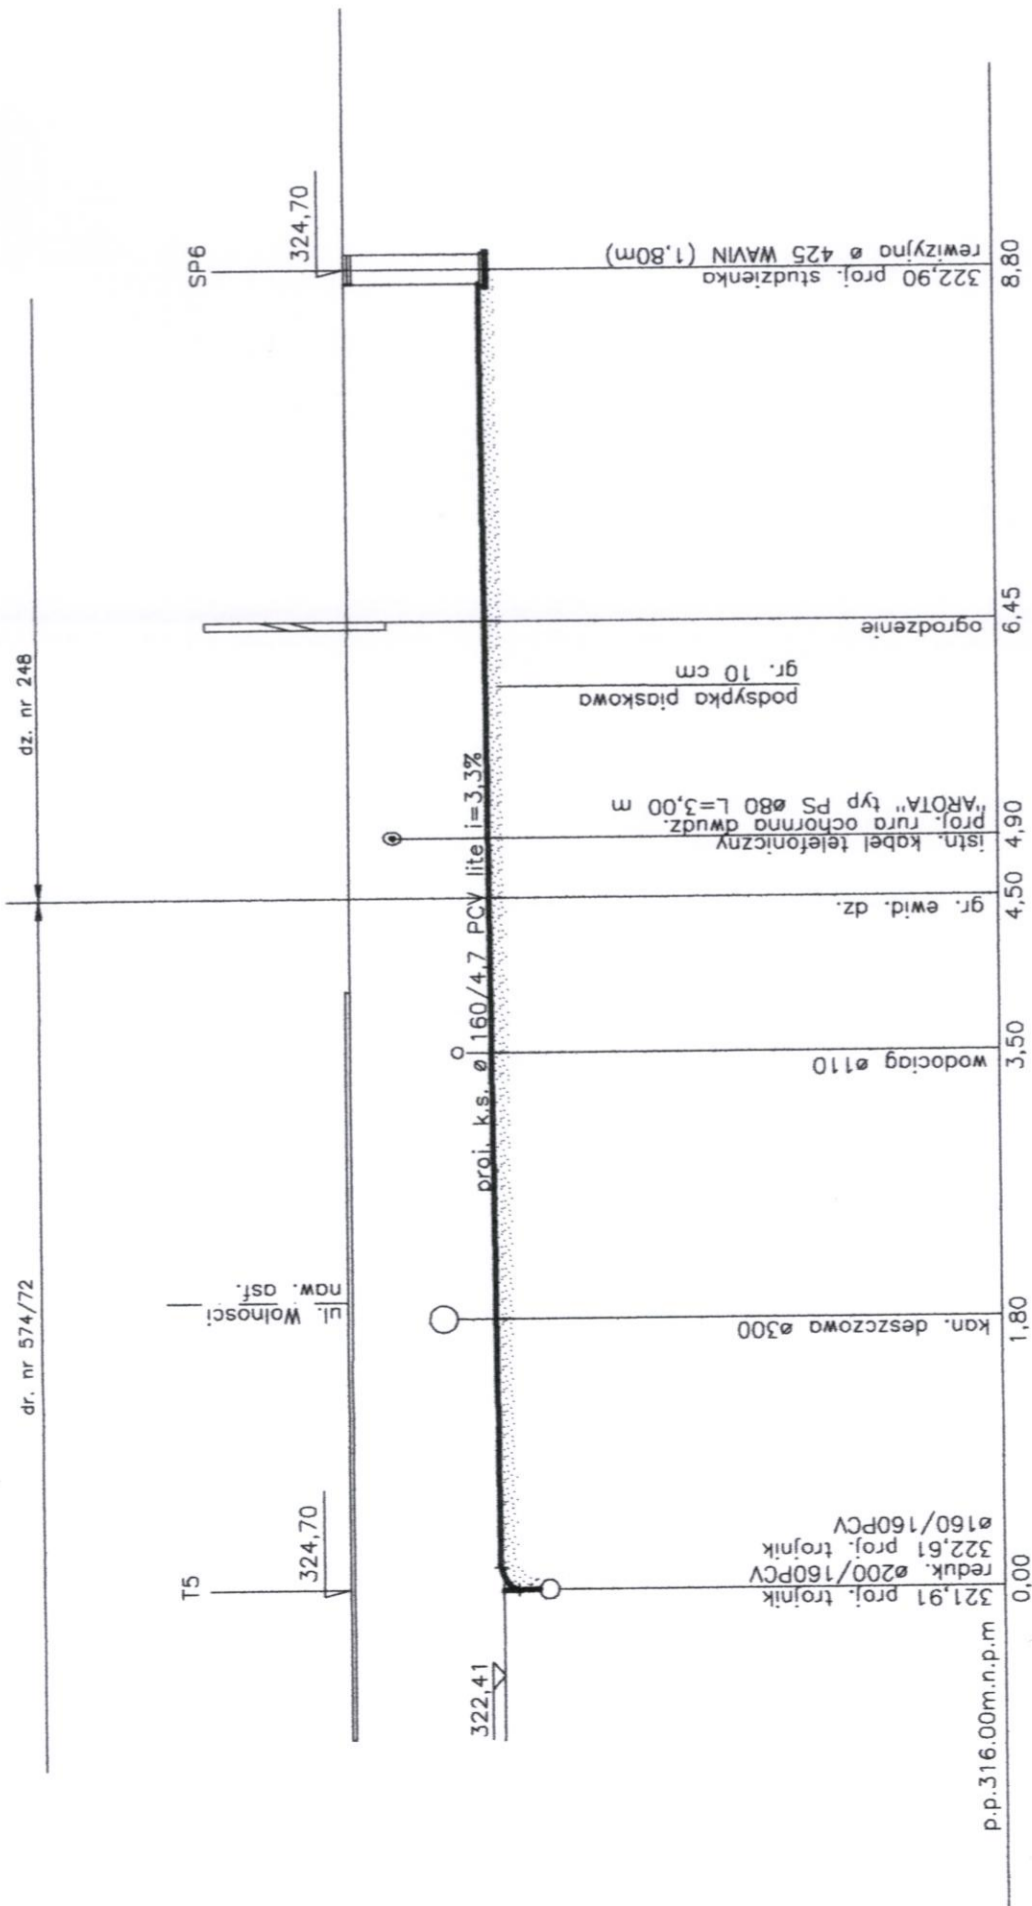 dr. nr 574/72
dz. nr 248
T5
324,70
SP6
324,70
ul. Wolnosci
naw. asf.
322,41
proj. k.s. ø 160/4,7 PCV lite i=3,3%
podsypka piaskowa
gr. 10 cm
321,91 proj. trojnik
reduk. ø200/160PCV
322,61 proj. trojnik
ø160/160PCV
kan. deszczowa ø300
wodociag ø110
gr. ewid. dz.
istn. kabel telefoniczny
proj. rura ochornna dwudz.
"AROTA" typ PS ø80 L=3,00 m
ogrodzenie
322,90 proj. studzienka
rewizyjna ø 425 WAVIN (1,80m)
p.p.316.00m.n.p.m
0,00
1,80
3,50
4,50
4,90
6,45
8,80